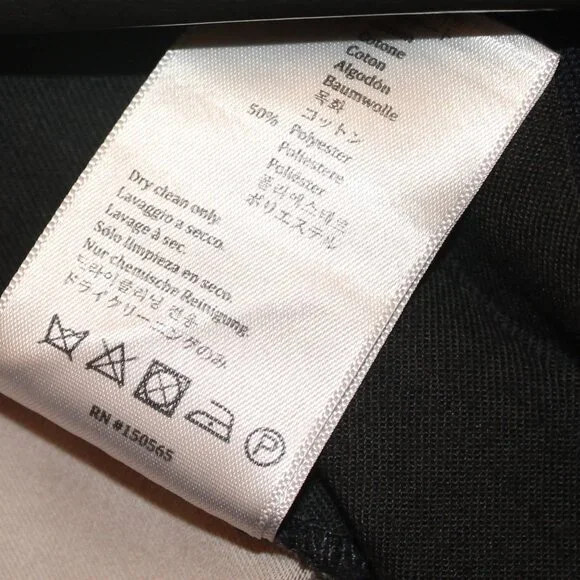 Cotone
Coton
Algodón
Baumwolle
목화
コットン
50% Polyester
Poliestere
Poliéster
폴리에스테르
ポリエステル
Dry clean only.
Lavaggio a secco.
Lavage à sec.
Sólo limpieza en seco.
Nur chemische Reinigung.
드라이클리닝 전용
ドライクリーニングのみ
P
RN #150565